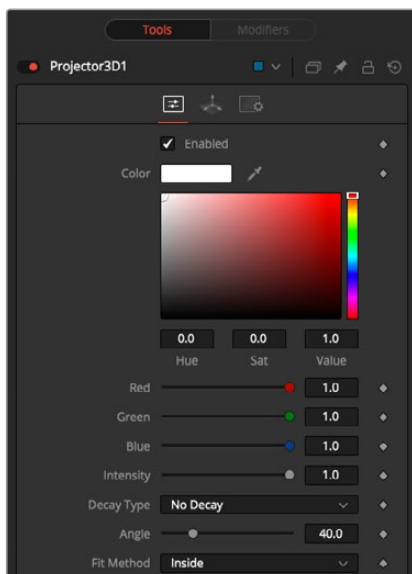 Tools Modifiers
Projector3D1
Enabled
Color
0.0 0.0 1.0
Hue Sat Value
Red 1.0
Green 1.0
Blue 1.0
Intensity 1.0
Decay Type No Decay
Angle 40.0
Fit Method Inside